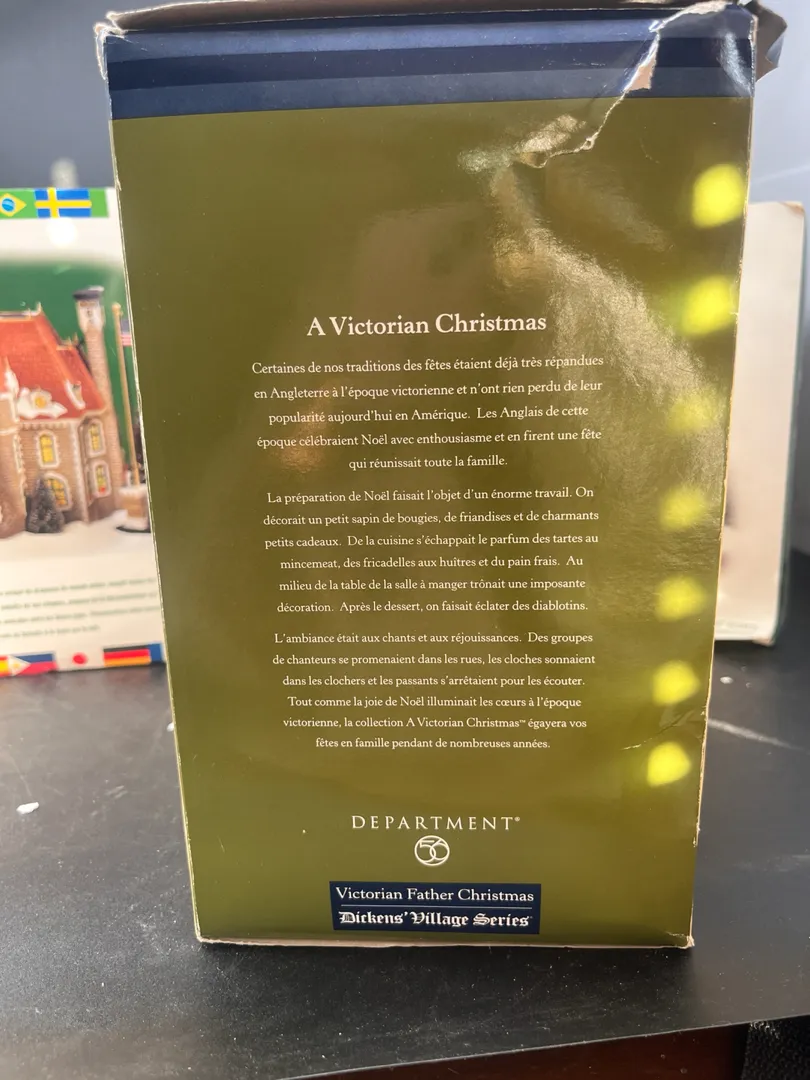 A Victorian Christmas
Certaines de nos traditions des fêtes étaient déjà très répandues
en Angleterre à l'époque victorienne et n'ont rien perdu de leur
popularité aujourd'hui en Amérique. Les Anglais de cette
époque célébraient Noël avec enthousiasme et en firent une fête
qui réunissait toute la famille.
La préparation de Noël faisait l'objet d'un énorme travail. On
décorait un petit sapin de bougies, de friandises et de charmants
petits cadeaux. De la cuisine s'échappait le parfum des tartes au
mincemeat, des fricadelles aux huîtres et du pain frais. Au
milieu de la table de la salle à manger trônait une imposante
décoration. Après le dessert, on faisait éclater des diablotins.
L'ambiance était aux chants et aux réjouissances. Des groupes
de chanteurs se promenaient dans les rues, les cloches sonnaient
dans les clochers et les passants s'arrêtaient pour les écouter.
Tout comme la joie de Noël illuminait les cœurs à l'époque
victorienne, la collection A Victorian Christmas™ égayera vos
fêtes en famille pendant de nombreuses années.
DEPARTMENT®
56
Victorian Father Christmas
Dickens' Village Series